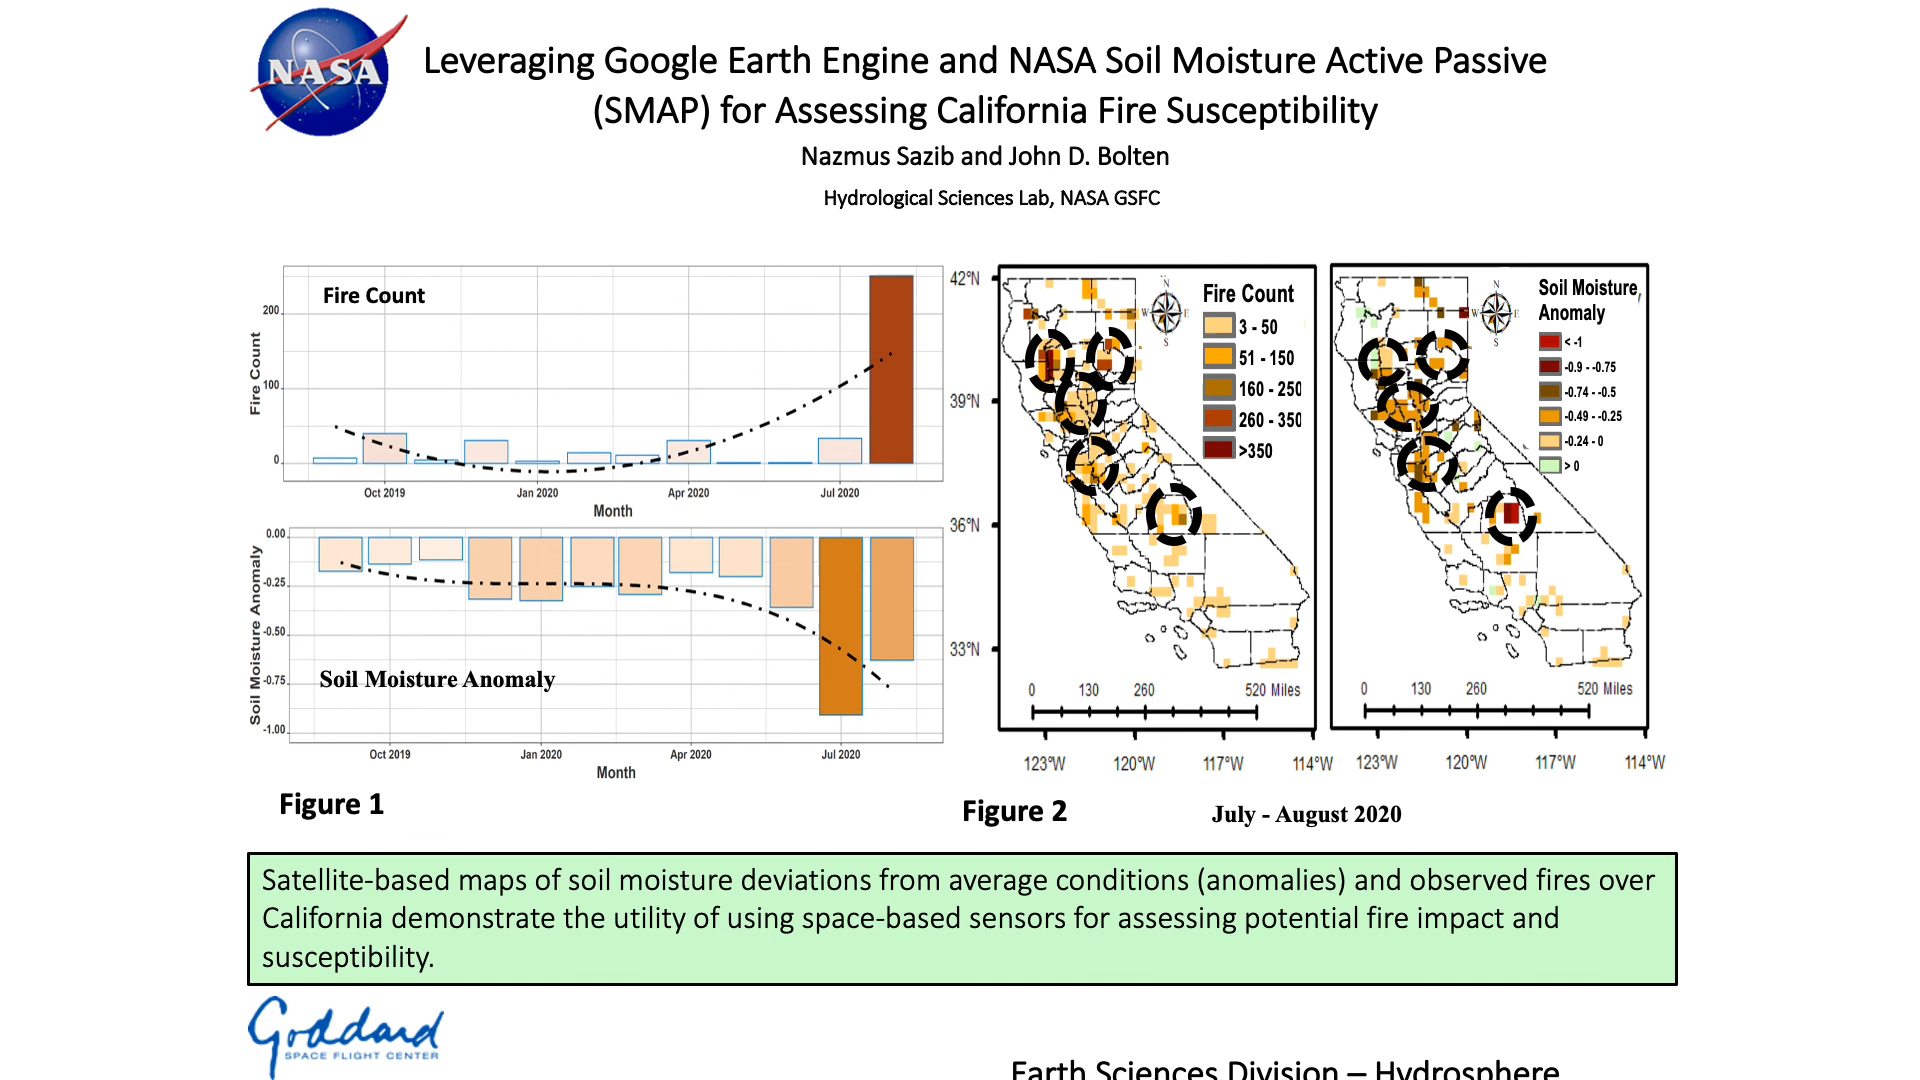 NASA
Leveraging Google Earth Engine and NASA Soil Moisture Active Passive
(SMAP) for Assessing California Fire Susceptibility
Nazmus Sazib and John D. Bolten
Hydrological Sciences Lab, NASA GSFC
Fire Count
Fire Count
200
100
0
Oct 2019 Jan 2020 Apr 2020 Jul 2020
Month
Soil Moisture Anomaly
0.00
-0.25
-0.50
-0.75
-1.00
Soil Moisture Anomaly
Oct 2019 Jan 2020 Apr 2020 Jul 2020
Month
Figure 1
42°N
39°N
36°N
33°N
N
W E
S
Fire Count
3 - 50
51 - 150
160 - 250
260 - 350
>350
0 130 260 520 Miles
123°W 120°W 117°W 114°W
N
W E
S
Soil Moisture
Anomaly
< -1
-0.9 - -0.75
-0.74 - -0.5
-0.49 - -0.25
-0.24 - 0
> 0
0 130 260 520 Miles
123°W 120°W 117°W 114°W
Figure 2
July - August 2020
Satellite-based maps of soil moisture deviations from average conditions (anomalies) and observed fires over
California demonstrate the utility of using space-based sensors for assessing potential fire impact and
susceptibility.
Goddard
SPACE FLIGHT CENTER
Earth Sciences Division – Hydrosphere